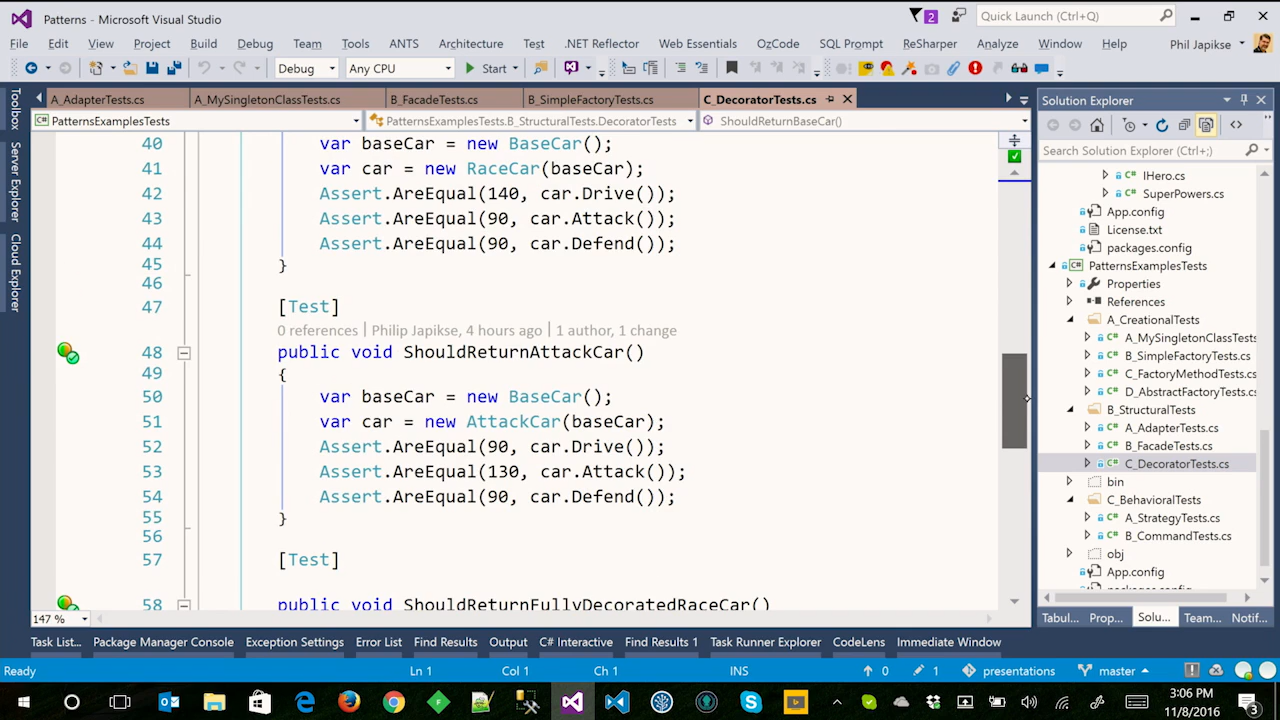 Patterns - Microsoft Visual Studio
2
Quick Launch (Ctrl+Q)
File Edit View Project Build Debug Team Tools ANTS Architecture Test .NET Reflector Web Essentials OzCode SQL Prompt ReSharper Analyze Window Help Phil Japikse
Debug Any CPU Start
A_AdapterTests.cs A_MySingletonClassTests.cs B_FacadeTests.cs B_SimpleFactoryTests.cs C_DecoratorTests.cs
PatternsExamplesTests PatternsExamplesTests.B_StructuralTests.DecoratorTests ShouldReturnBaseCar()
Toolbox
Server Explorer
Cloud Explorer
40 var baseCar = new BaseCar();
41 var car = new RaceCar(baseCar);
42 Assert.AreEqual(140, car.Drive());
43 Assert.AreEqual(90, car.Attack());
44 Assert.AreEqual(90, car.Defend());
45 }
46
47 [Test]
0 references | Philip Japikse, 4 hours ago | 1 author, 1 change
48 public void ShouldReturnAttackCar()
49 {
50 var baseCar = new BaseCar();
51 var car = new AttackCar(baseCar);
52 Assert.AreEqual(90, car.Drive());
53 Assert.AreEqual(130, car.Attack());
54 Assert.AreEqual(90, car.Defend());
55 }
56
57 [Test]
58 public void ShouldReturnFullyDecoratedRaceCar()
147 %
Solution Explorer
Search Solution Explorer (Ctrl+;)
C# IHero.cs
C# SuperPowers.cs
App.config
License.txt
packages.config
C# PatternsExamplesTests
Properties
References
A_CreationalTests
C# A_MySingletonClassTests
C# B_SimpleFactoryTests.cs
C# C_FactoryMethodTests.cs
C# D_AbstractFactoryTests.cs
B_StructuralTests
C# A_AdapterTests.cs
C# B_FacadeTests.cs
C# C_DecoratorTests.cs
bin
C_BehavioralTests
C# A_StrategyTests.cs
C# B_CommandTests.cs
obj
App.config
Tabul... Prop... Solu... Team... Notif...
Task List... Package Manager Console Exception Settings Error List Find Results Output C# Interactive Find Results 1 Task Runner Explorer CodeLens Immediate Window
Ready Ln 1 Col 1 Ch 1 INS 0 1 presentations master
3:06 PM
11/8/2016
3